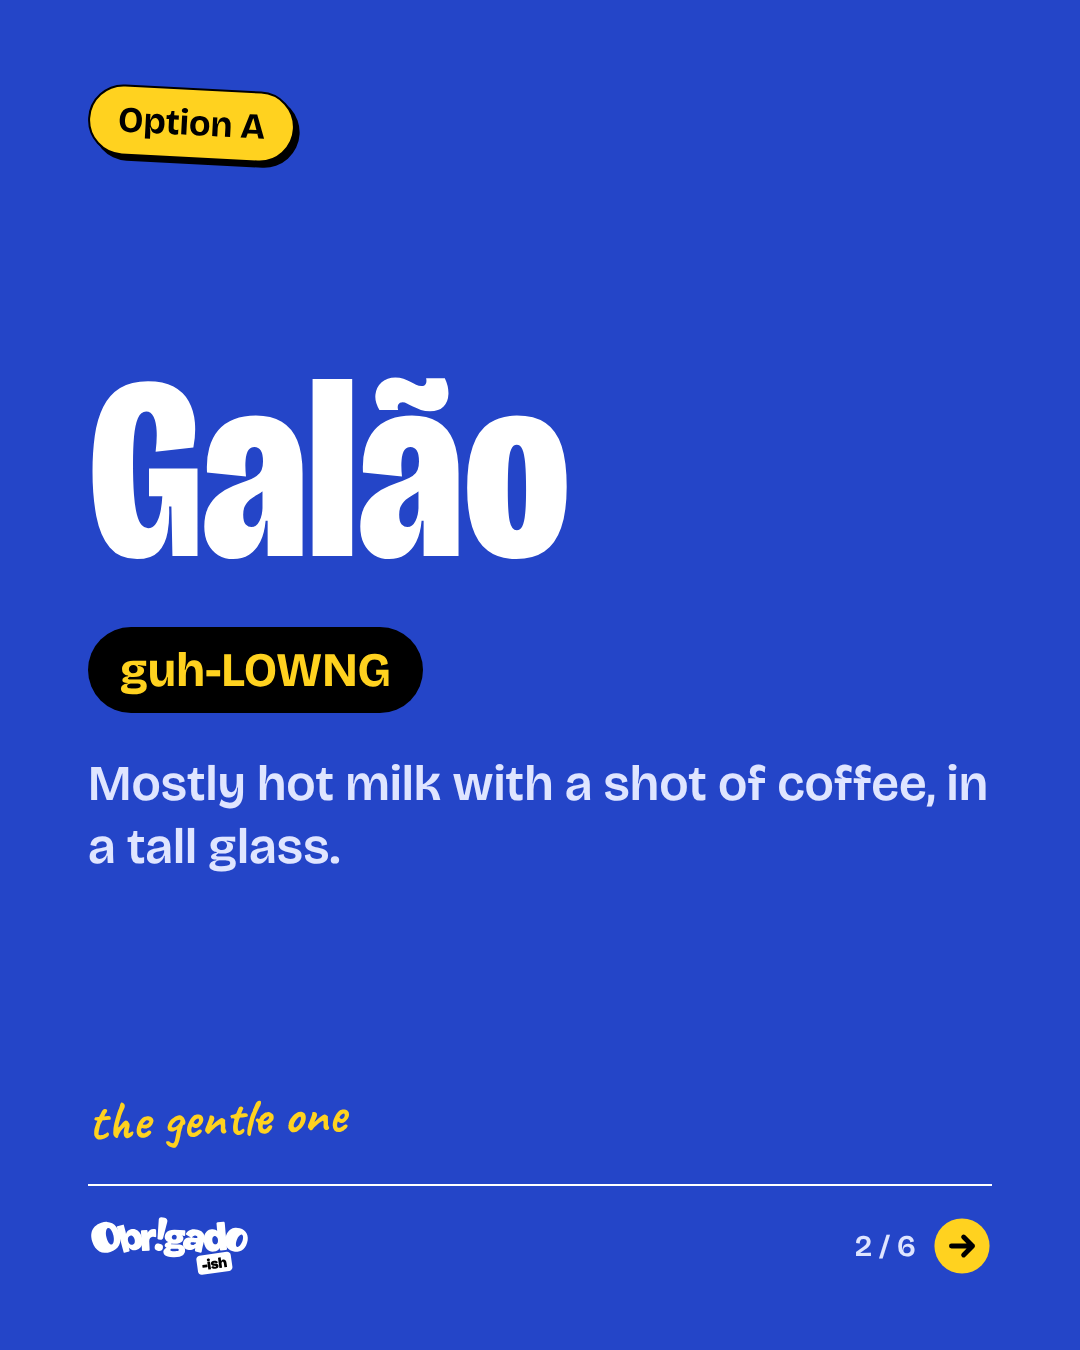 Option A
Galão
guh-LOWNG
Mostly hot milk with a shot of coffee, in
a tall glass.
the gentle one
Obr!gado
-ish
2 / 6